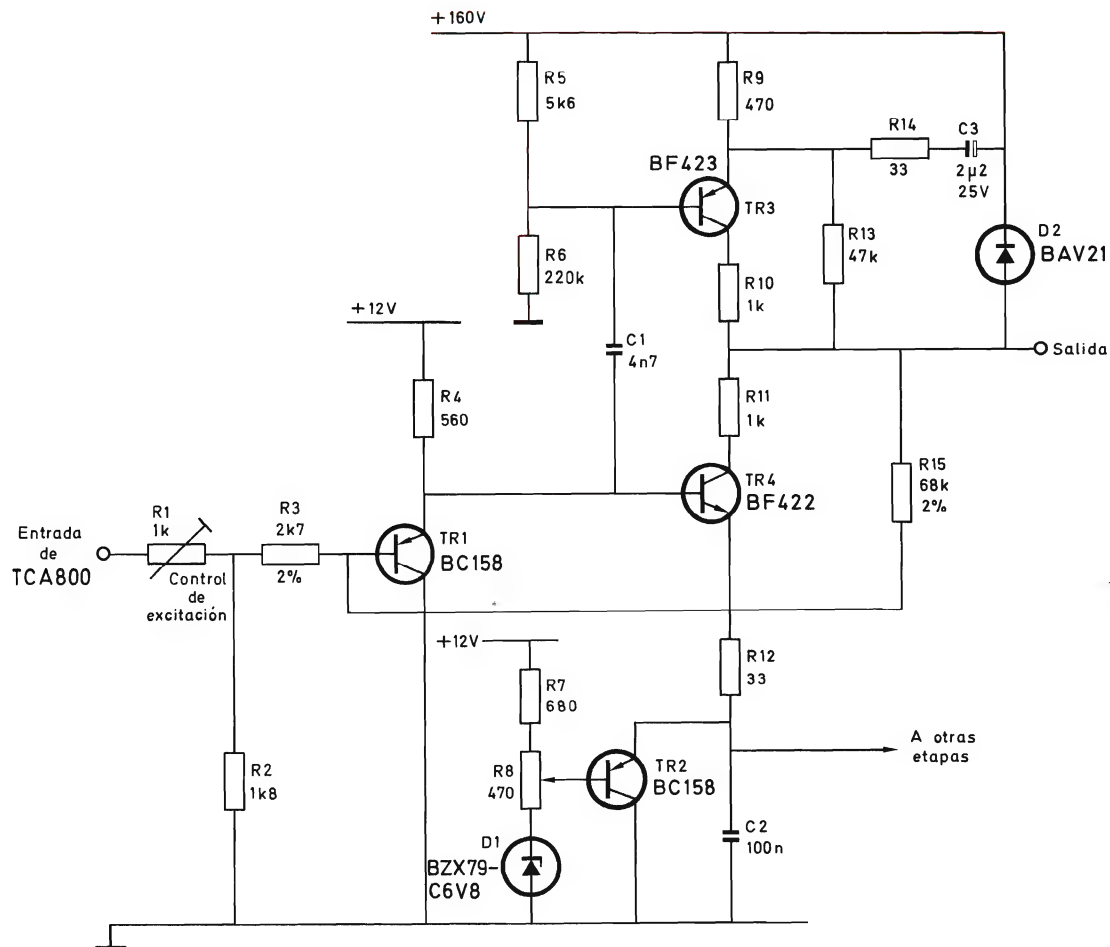 +160V
R5
5k6
R9
470
R14
33
C3
2µ2
25V
BF423
TR3
R13
47k
D2
BAV21
R6
220k
R10
1k
+12V
C1
4n7
Salida
R4
560
R11
1k
R15
68k
2%
TR4
BF422
Entrada
de
TCA800
R1
1k
Control
de
excitación
R3
2k7
2%
TR1
BC158
+12V
R7
680
R12
33
A otras
etapas
R2
1k8
R8
470
TR2
BC158
D1
BZX79-
C6V8
C2
100n